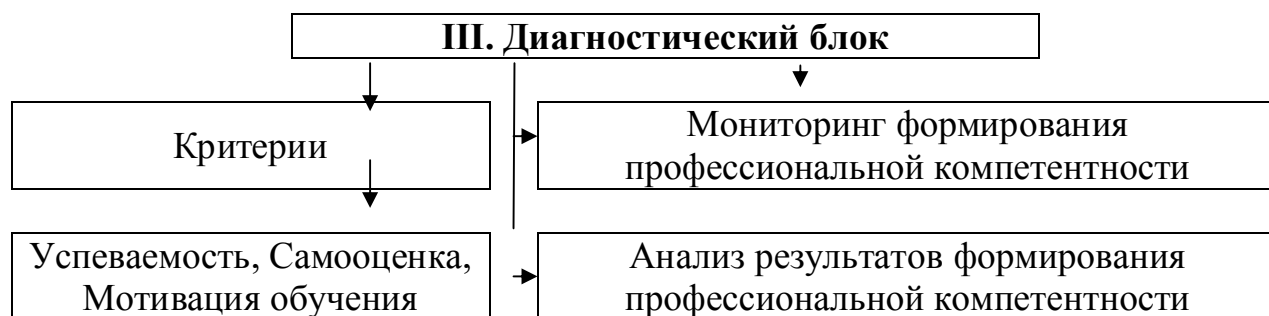 III. Диагностический блок
Критерии
Мониторинг формирования
профессиональной компетентности
Успеваемость, Самооценка,
Мотивация обучения
Анализ результатов формирования
профессиональной компетентности